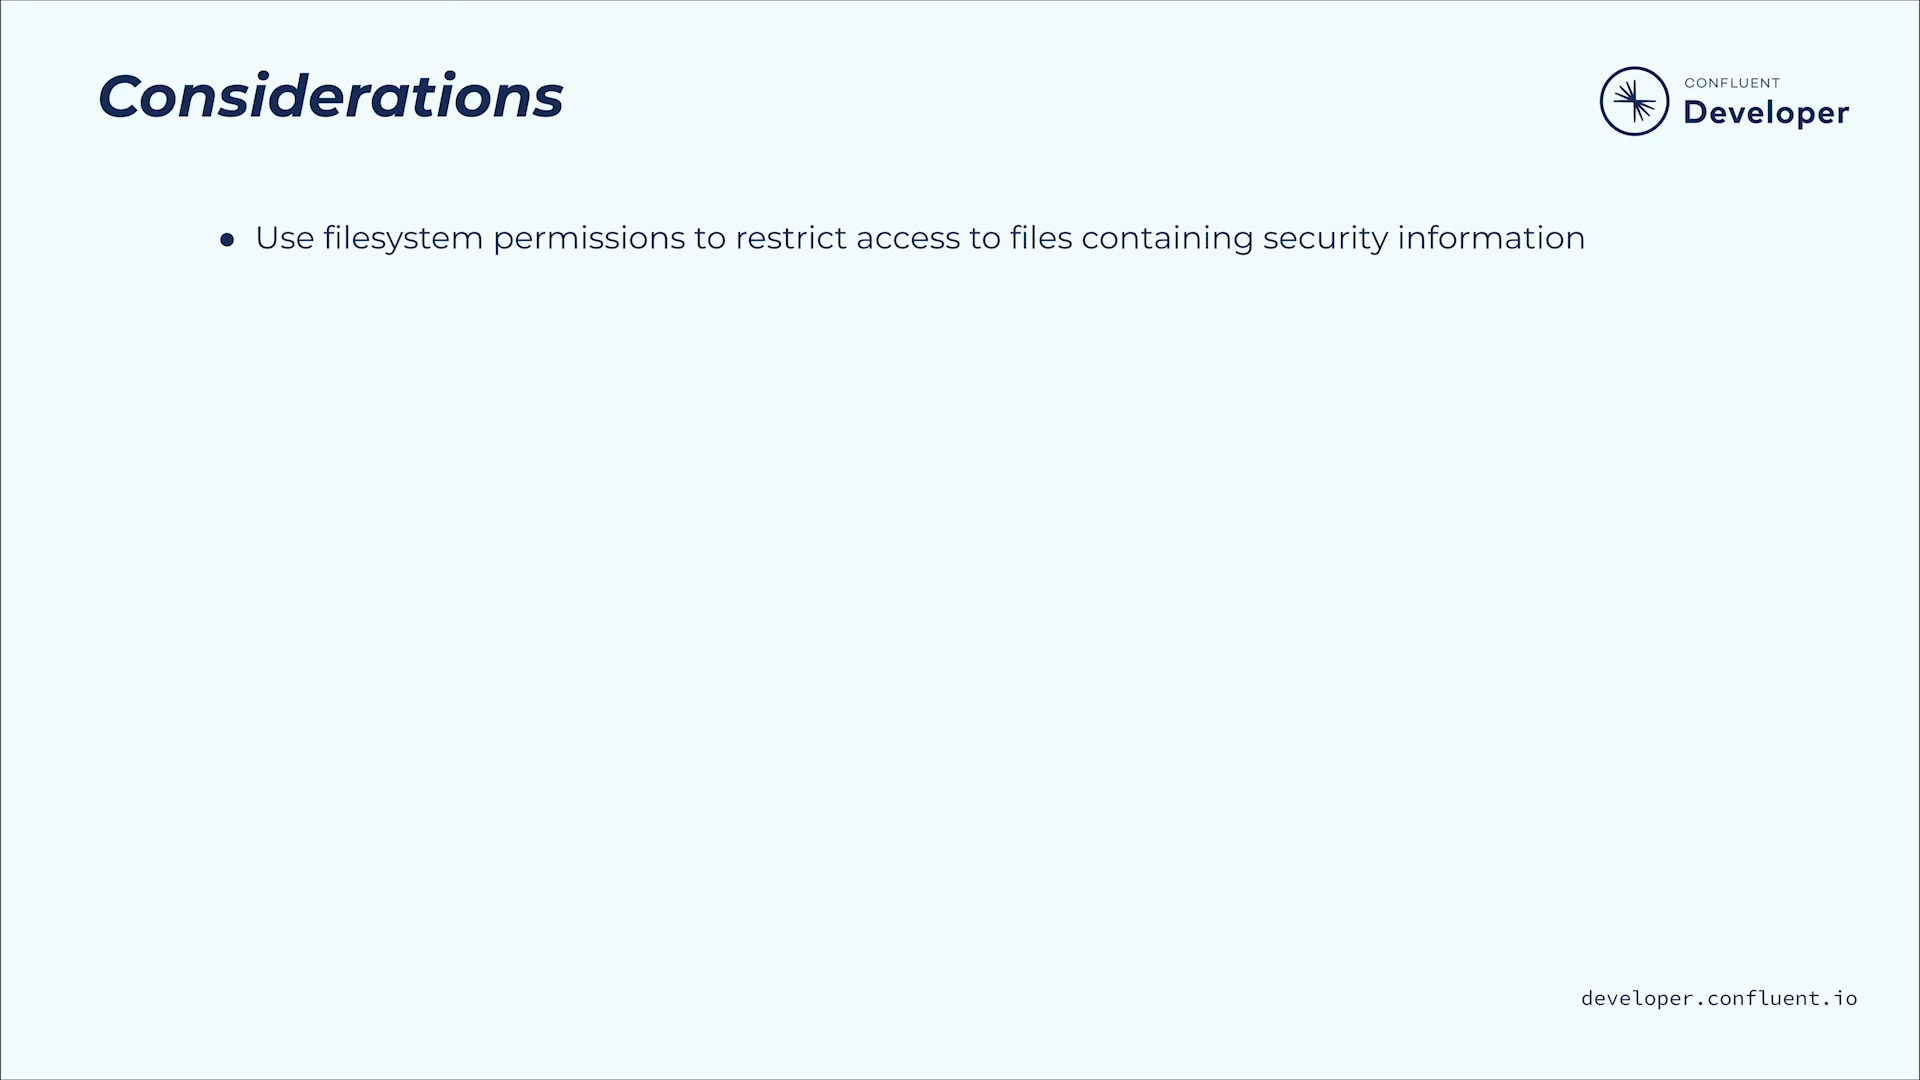 Considerations
CONFLUENT
Developer
● Use filesystem permissions to restrict access to files containing security information
developer.confluent.io